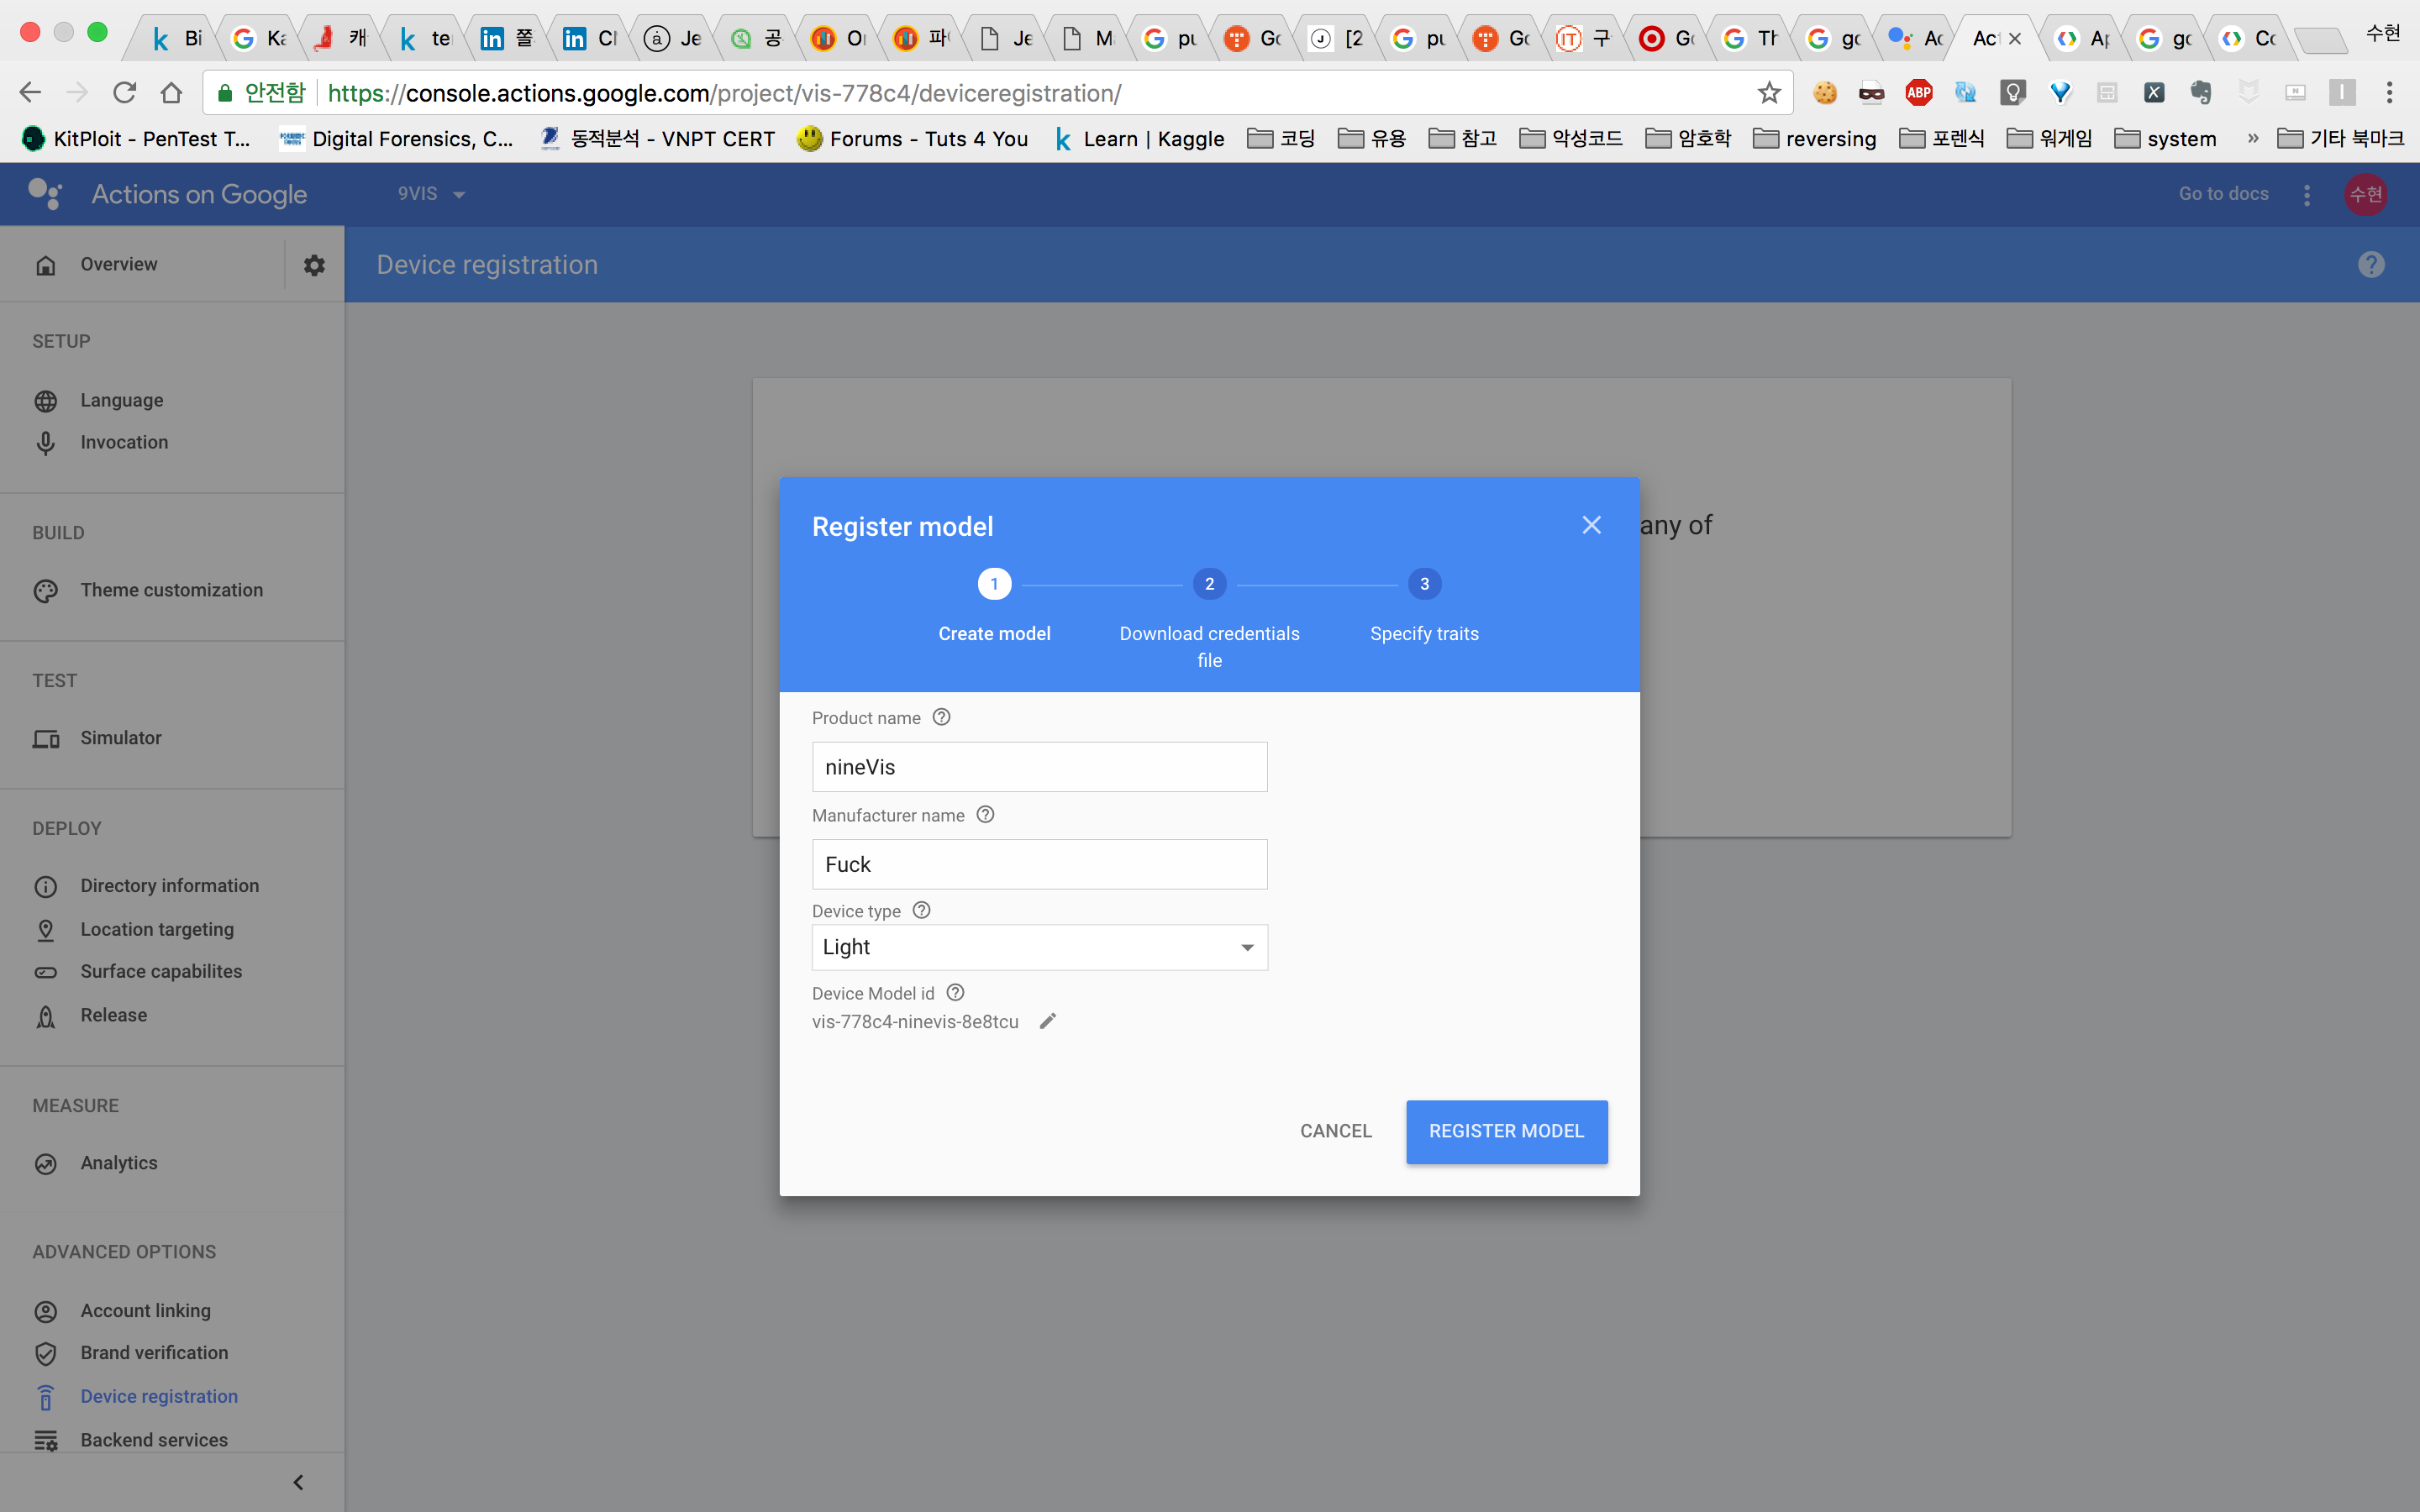 Bi
Ka
캐
te
쫄
Cl
Je
공
Or
파
Je
M
pu
Go
[2
pu
Go
구
Go
Th
go
Ac
Act
Ap
go
Co
수현
안전함
https://console.actions.google.com/project/vis-778c4/deviceregistration/
KitPloit - PenTest T...
Digital Forensics, C...
동적분석 - VNPT CERT
Forums - Tuts 4 You
Learn | Kaggle
코딩
유용
참고
악성코드
암호학
reversing
포렌식
워게임
system
»
기타 북마크
Actions on Google
9VIS
Go to docs
수현
Overview
Device registration
SETUP
Language
Invocation
BUILD
Theme customization
TEST
Simulator
DEPLOY
Directory information
Location targeting
Surface capabilites
Release
MEASURE
Analytics
ADVANCED OPTIONS
Account linking
Brand verification
Device registration
Backend services
any of
Register model
1
2
3
Create model
Download credentials
file
Specify traits
Product name
nineVis
Manufacturer name
Fuck
Device type
Light
Device Model id
vis-778c4-ninevis-8e8tcu
CANCEL
REGISTER MODEL